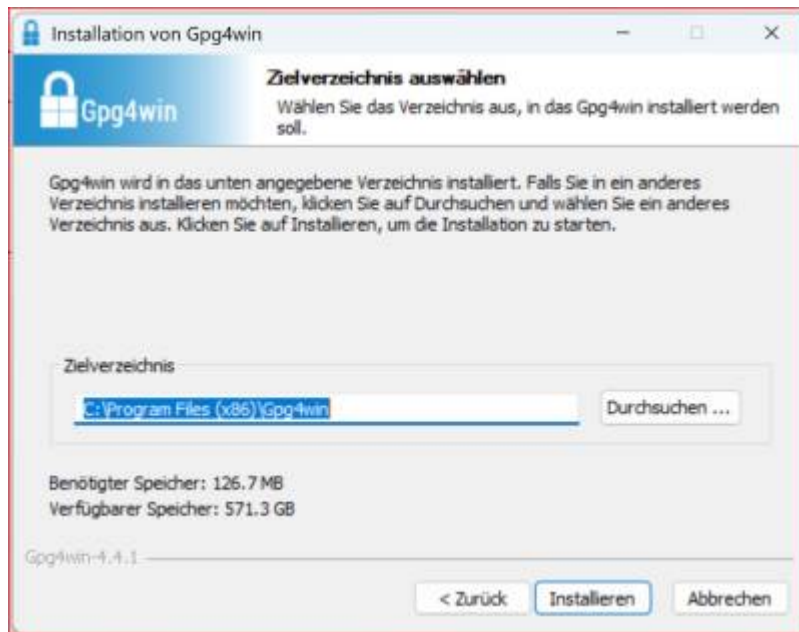 Installation von Gpg4win
Gpg4win
Zielverzeichnis auswählen
Wählen Sie das Verzeichnis aus, in das Gpg4win installiert werden
soll.
Gpg4win wird in das unten angegebene Verzeichnis installiert. Falls Sie in ein anderes
Verzeichnis installieren möchten, klicken Sie auf Durchsuchen und wählen Sie ein anderes
Verzeichnis aus. Klicken Sie auf Installieren, um die Installation zu starten.
Zielverzeichnis
C:\Program Files (x86)\Gpg4win
Durchsuchen ...
Benötigter Speicher: 126.7 MB
Verfügbarer Speicher: 571.3 GB
Gpg4win-4.4.1
< Zurück
Installieren
Abbrechen